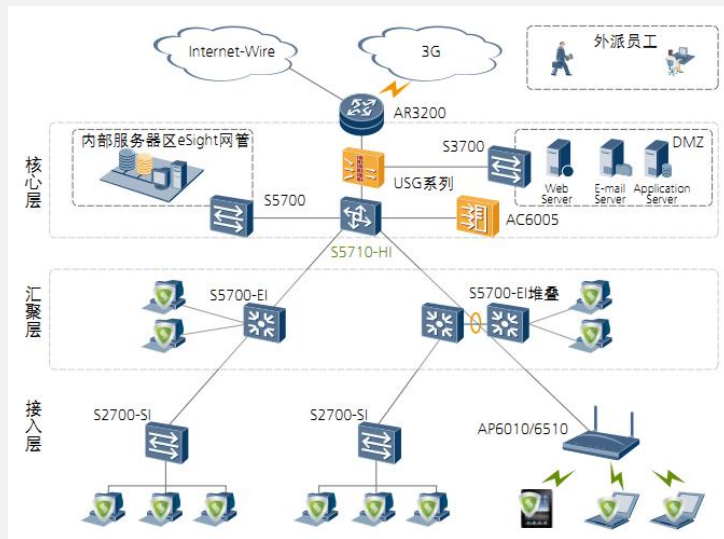 Internet-Wire
3G
外派员工
AR3200
核心层
内部服务器区eSight网管
S3700
DMZ
USG系列
Web
Server
E-mail
Server
Application
Server
S5700
AC6005
S5710-HI
汇聚层
S5700-EI
S5700-EI堆叠
接入层
S2700-SI
S2700-SI
AP6010/6510